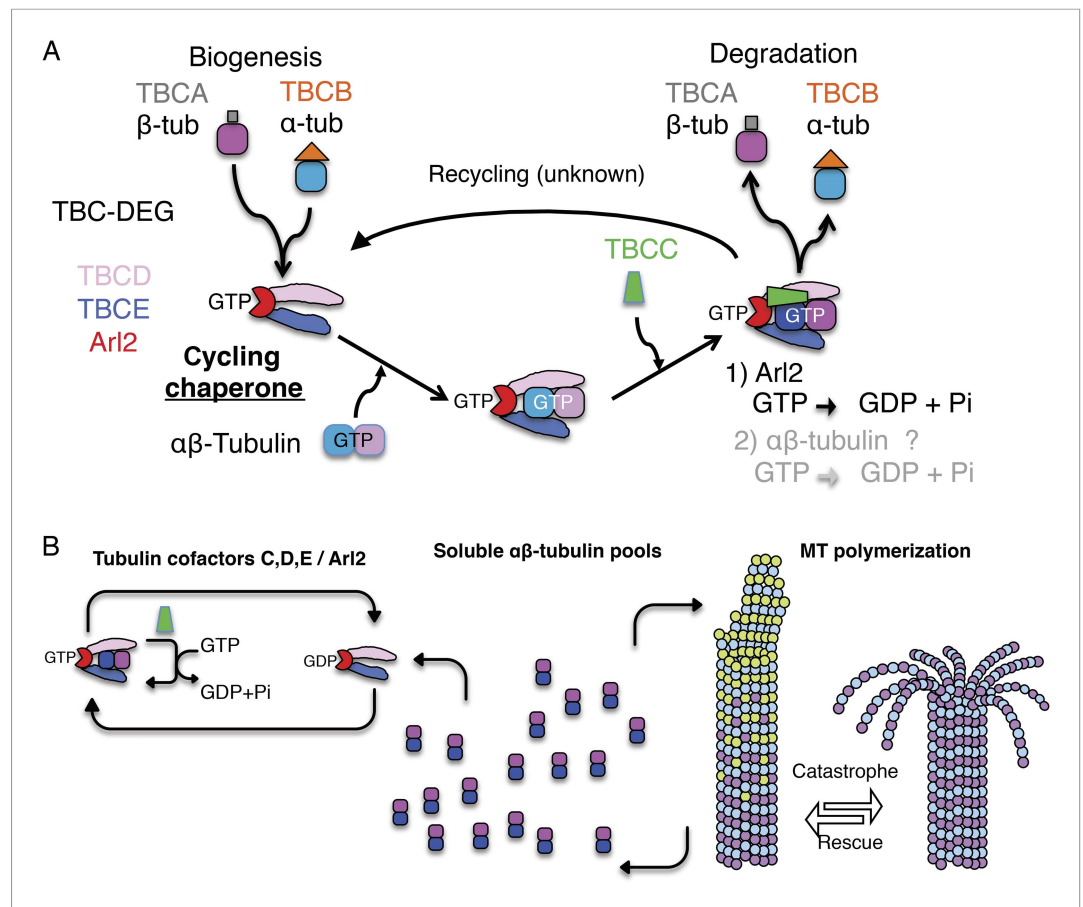 A
Biogenesis
Degradation
TBCA
TBCB
β-tub
α-tub
TBCA
TBCB
β-tub
α-tub
Recycling (unknown)
TBC-DEG
TBCC
TBCD
TBCE
Arl2
GTP
GTP
GTP
Cycling
chaperone
GTP
GTP
αβ-Tubulin
GTP
1) Arl2
GTP → GDP + Pi
2) αβ-tubulin ?
GTP → GDP + Pi
B
Tubulin cofactors C,D,E / Arl2
Soluble αβ-tubulin pools
MT polymerization
GTP
GTP
GDP+Pi
GDP
Catastrophe
Rescue